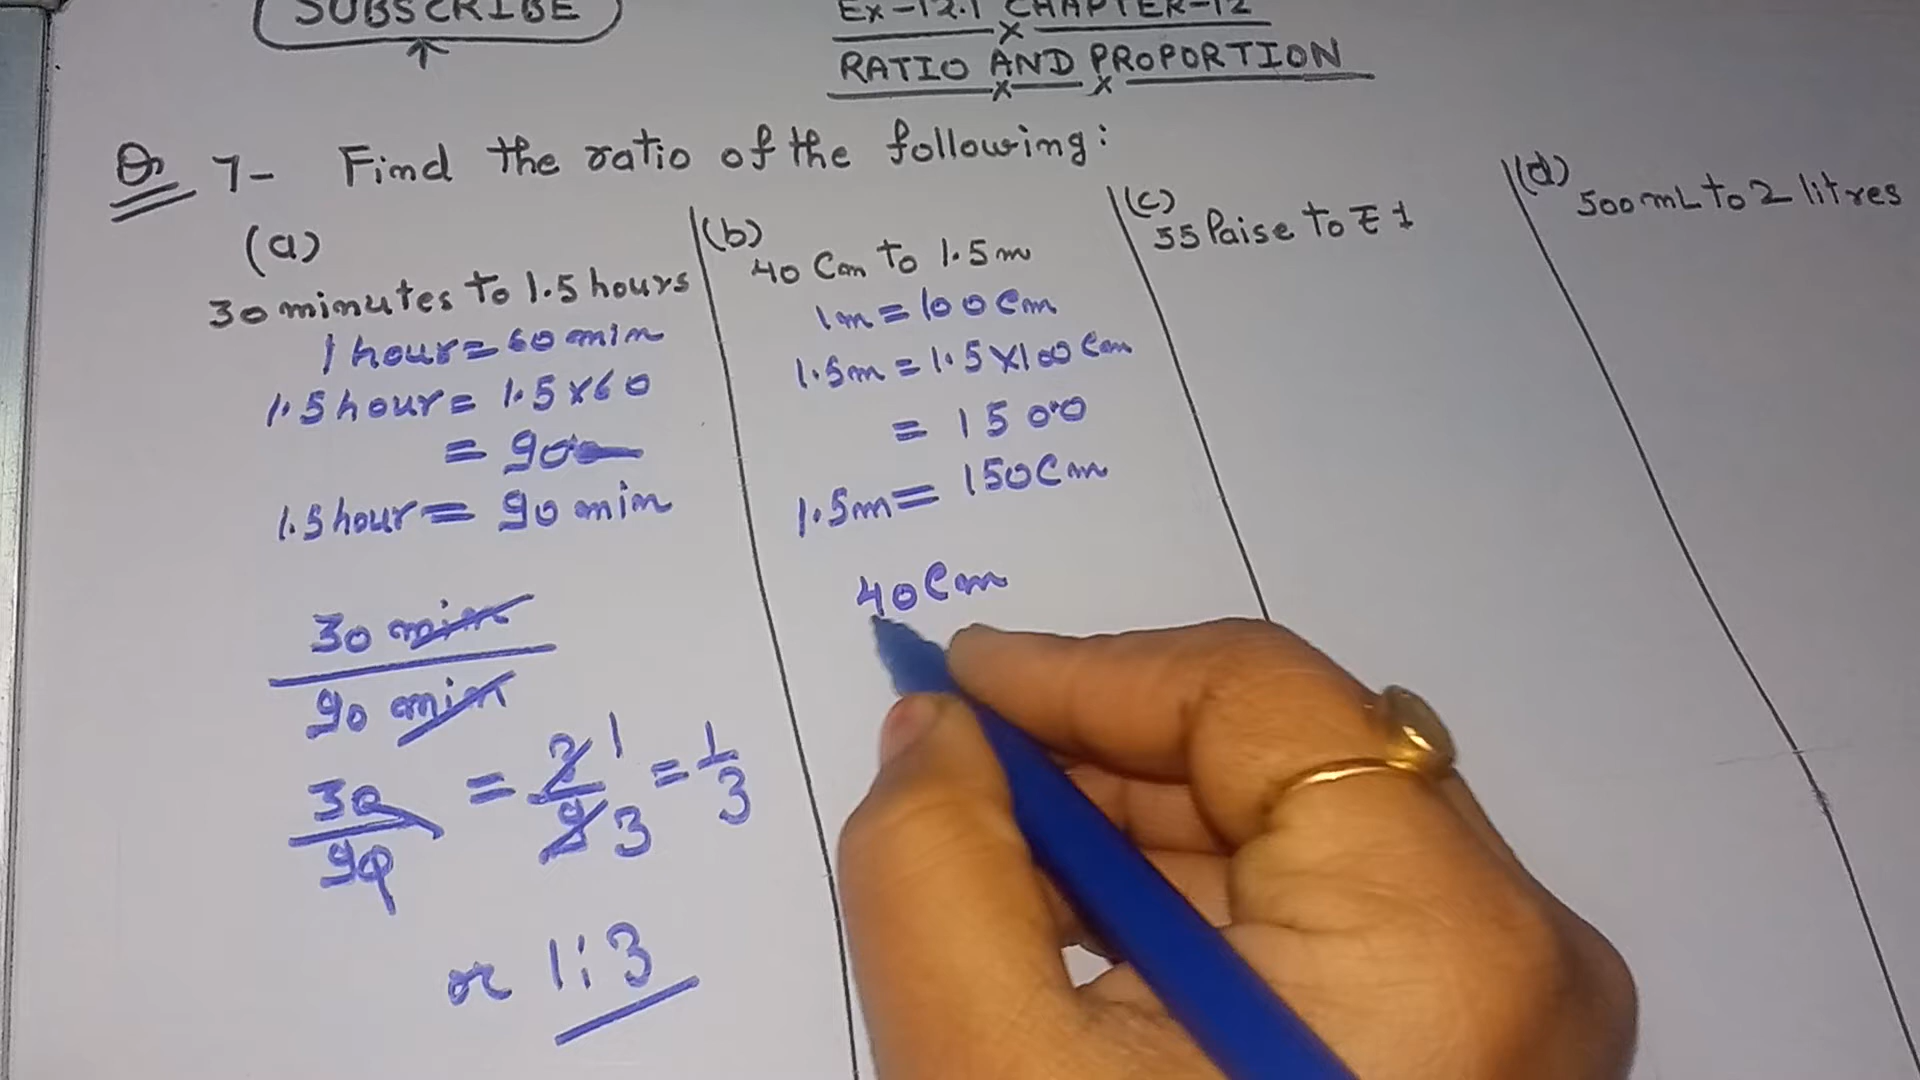 SUBSCRIBE
Ex-12.1 CHAPTER-12
RATIO AND PROPORTION
Q 7- Find the ratio of the following:
(a)
30 minutes to 1.5 hours
1 hour = 60 min
1.5 hour = 1.5 x 60
= 90
1.5 hour = 90 min
30 min
90 min
30
90
= 3 1
9 3
= 1
3
or 1:3
(b)
40 Cm to 1.5 m
1m = 100 Cm
1.5m = 1.5 X 100 Cm
= 150.0
1.5m = 150 Cm
40 Cm
(c)
55 Paise to ₹ 1
(d)
500 mL to 2 litres